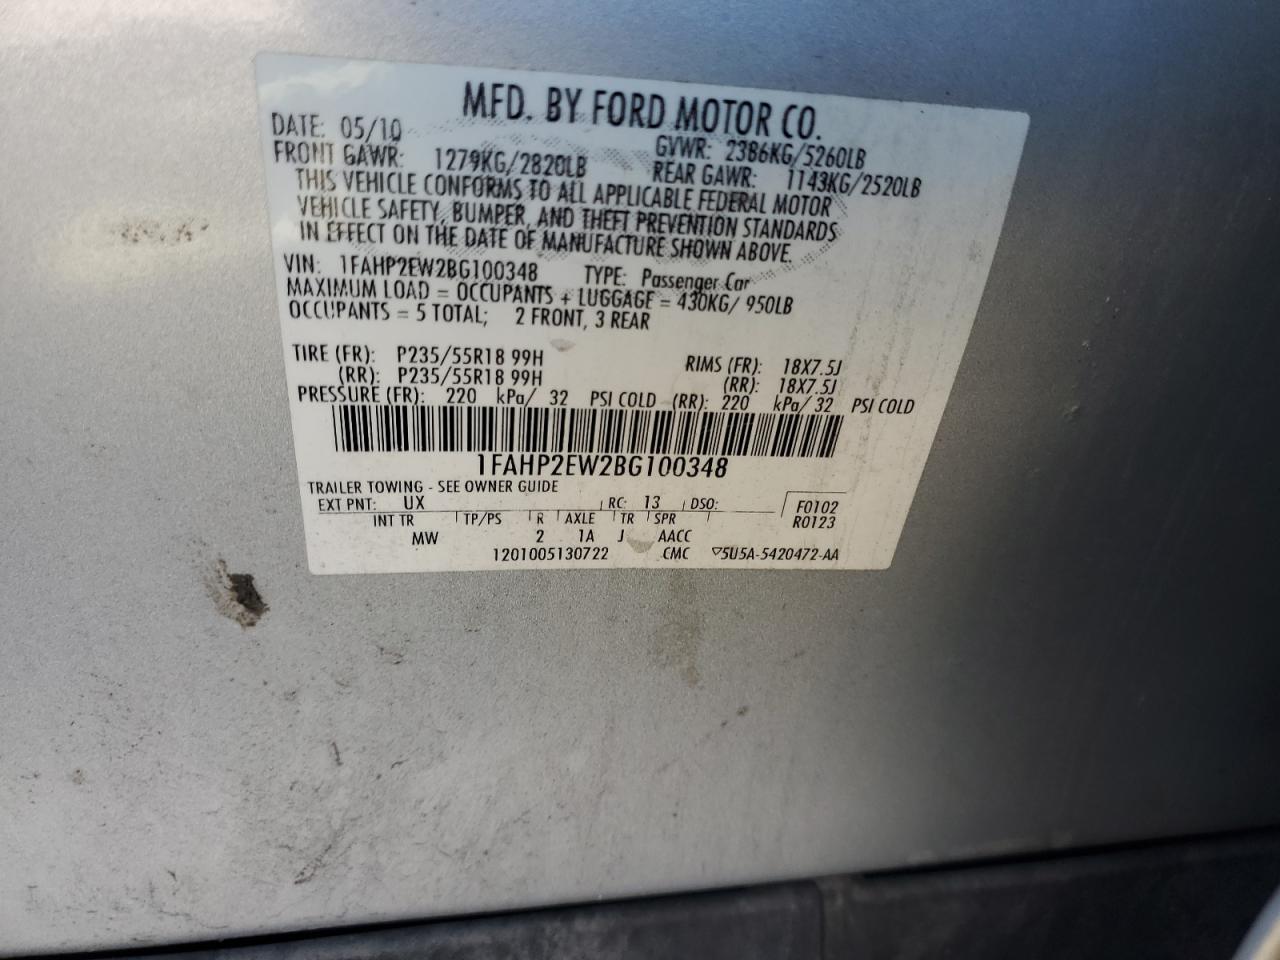 MFD. BY FORD MOTOR CO.
DATE: 05/10 GVWR: 2386KG/5260LB
FRONT GAWR: 1279KG/2820LB REAR GAWR: 1143KG/2520LB
THIS VEHICLE CONFORMS TO ALL APPLICABLE FEDERAL MOTOR
VEHICLE SAFETY, BUMPER, AND THEFT PREVENTION STANDARDS
IN EFFECT ON THE DATE OF MANUFACTURE SHOWN ABOVE.
VIN: 1FAHP2EW2BG100348 TYPE: Passenger Car
MAXIMUM LOAD = OCCUPANTS + LUGGAGE = 430KG/ 950LB
OCCUPANTS = 5 TOTAL; 2 FRONT, 3 REAR
TIRE (FR): P235/55R18 99H RIMS (FR): 18X7.5J
(RR): P235/55R18 99H (RR): 18X7.5J
PRESSURE (FR): 220 kPa/ 32 PSI COLD (RR): 220 kPa/ 32 PSI COLD
1FAHP2EW2BG100348
TRAILER TOWING - SEE OWNER GUIDE
EXT PNT: UX RC: 13 DSO: F0102
INT TR TP/PS R AXLE TR SPR R0123
MW 2 1A J AACC
1201005130722 CMC ▽5U5A-5420472-AA